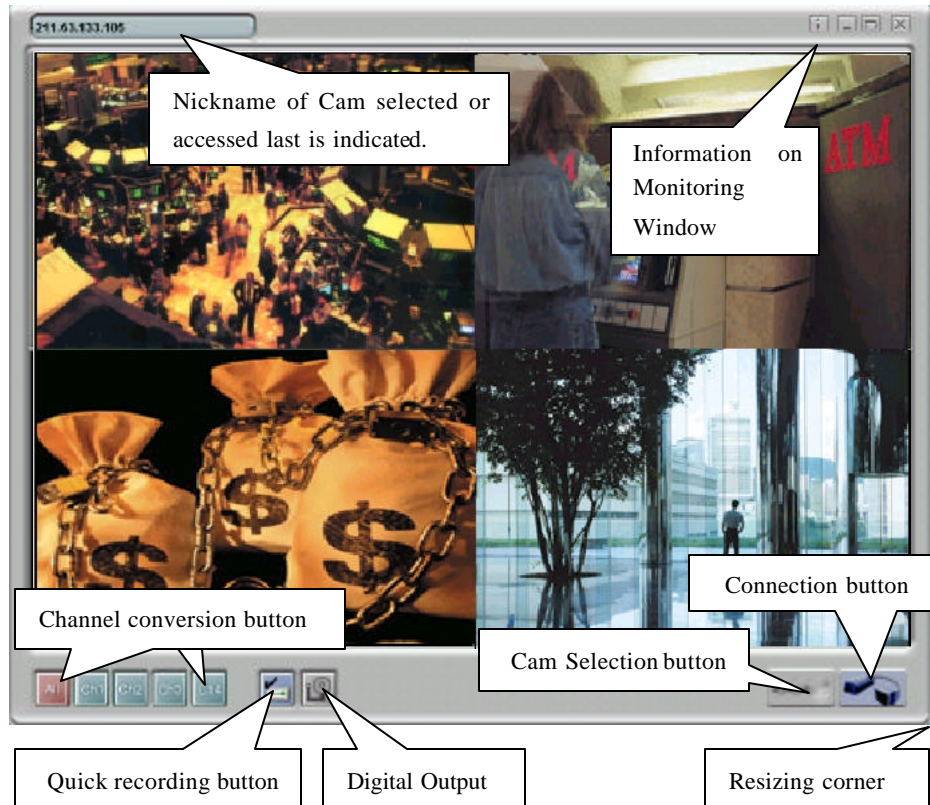 211.63.133.105
Nickname of Cam selected or
accessed last is indicated.
Information on
Monitoring
Window
ATM
$
$
$
Connection button
Channel conversion button
Cam Selection button
All Ch1 Ch2 Ch3 Ch4
Quick recording button
Digital Output
Resizing corner